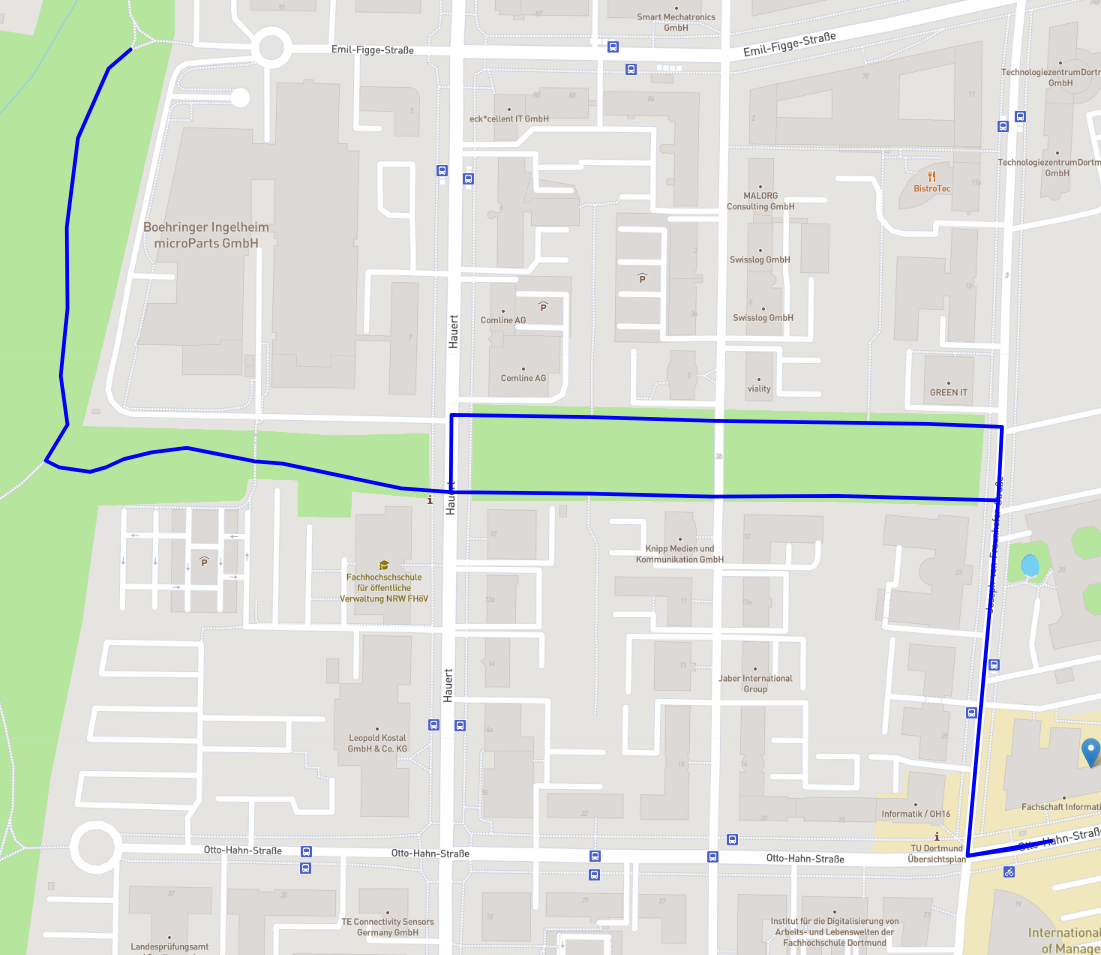 Smart Mechatronics
GmbH
Emil-Figge-Straße
Emil-Figge-Straße
TechnologiezentrumDortm
GmbH
eck*cellent IT GmbH
TechnologiezentrumDortm
GmbH
BistroTec
MALORG
Consulting GmbH
Boehringer Ingelheim
microParts GmbH
Swisslog GmbH
P
P
Comline AG
Swisslog GmbH
Hauert
Comline AG
viality
GREEN IT
Hauert
Knipp Medien und
Kommunikation GmbH
P
Fachhochschschule
für öffentliche
Verwaltung NRW FHöV
Hauert
Jaber International
Group
Leopold Kostal
GmbH & Co. KG
Fachschaft Informati
Informatik / OH16
TU Dortmund
Übersichtsplan
Otto-Hahn-Straße
Otto-Hahn-Straße
Otto-Hahn-Straße
Otto-Hahn-Straße
TE Connectivity Sensors
Germany GmbH
Institut für die Digitalisierung von
Arbeits- und Lebenswelten der
Fachhochschule Dortmund
International
of Manage
Landesprüfungsamt